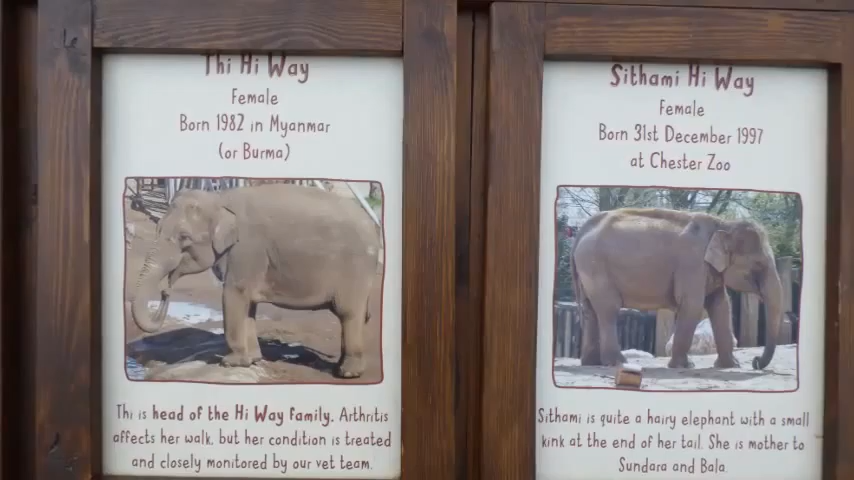 Thi Hi Way
Female
Born 1982 in Myanmar
(or Burma)
Thi is head of the Hi Way family. Arthritis
affects her walk, but her condition is treated
and closely monitored by our vet team.
Sithami Hi Way
Female
Born 31st December 1997
at Chester Zoo
Sithami is quite a hairy elephant with a small
kink at the end of her tail. She is mother to
Sundara and Bala.